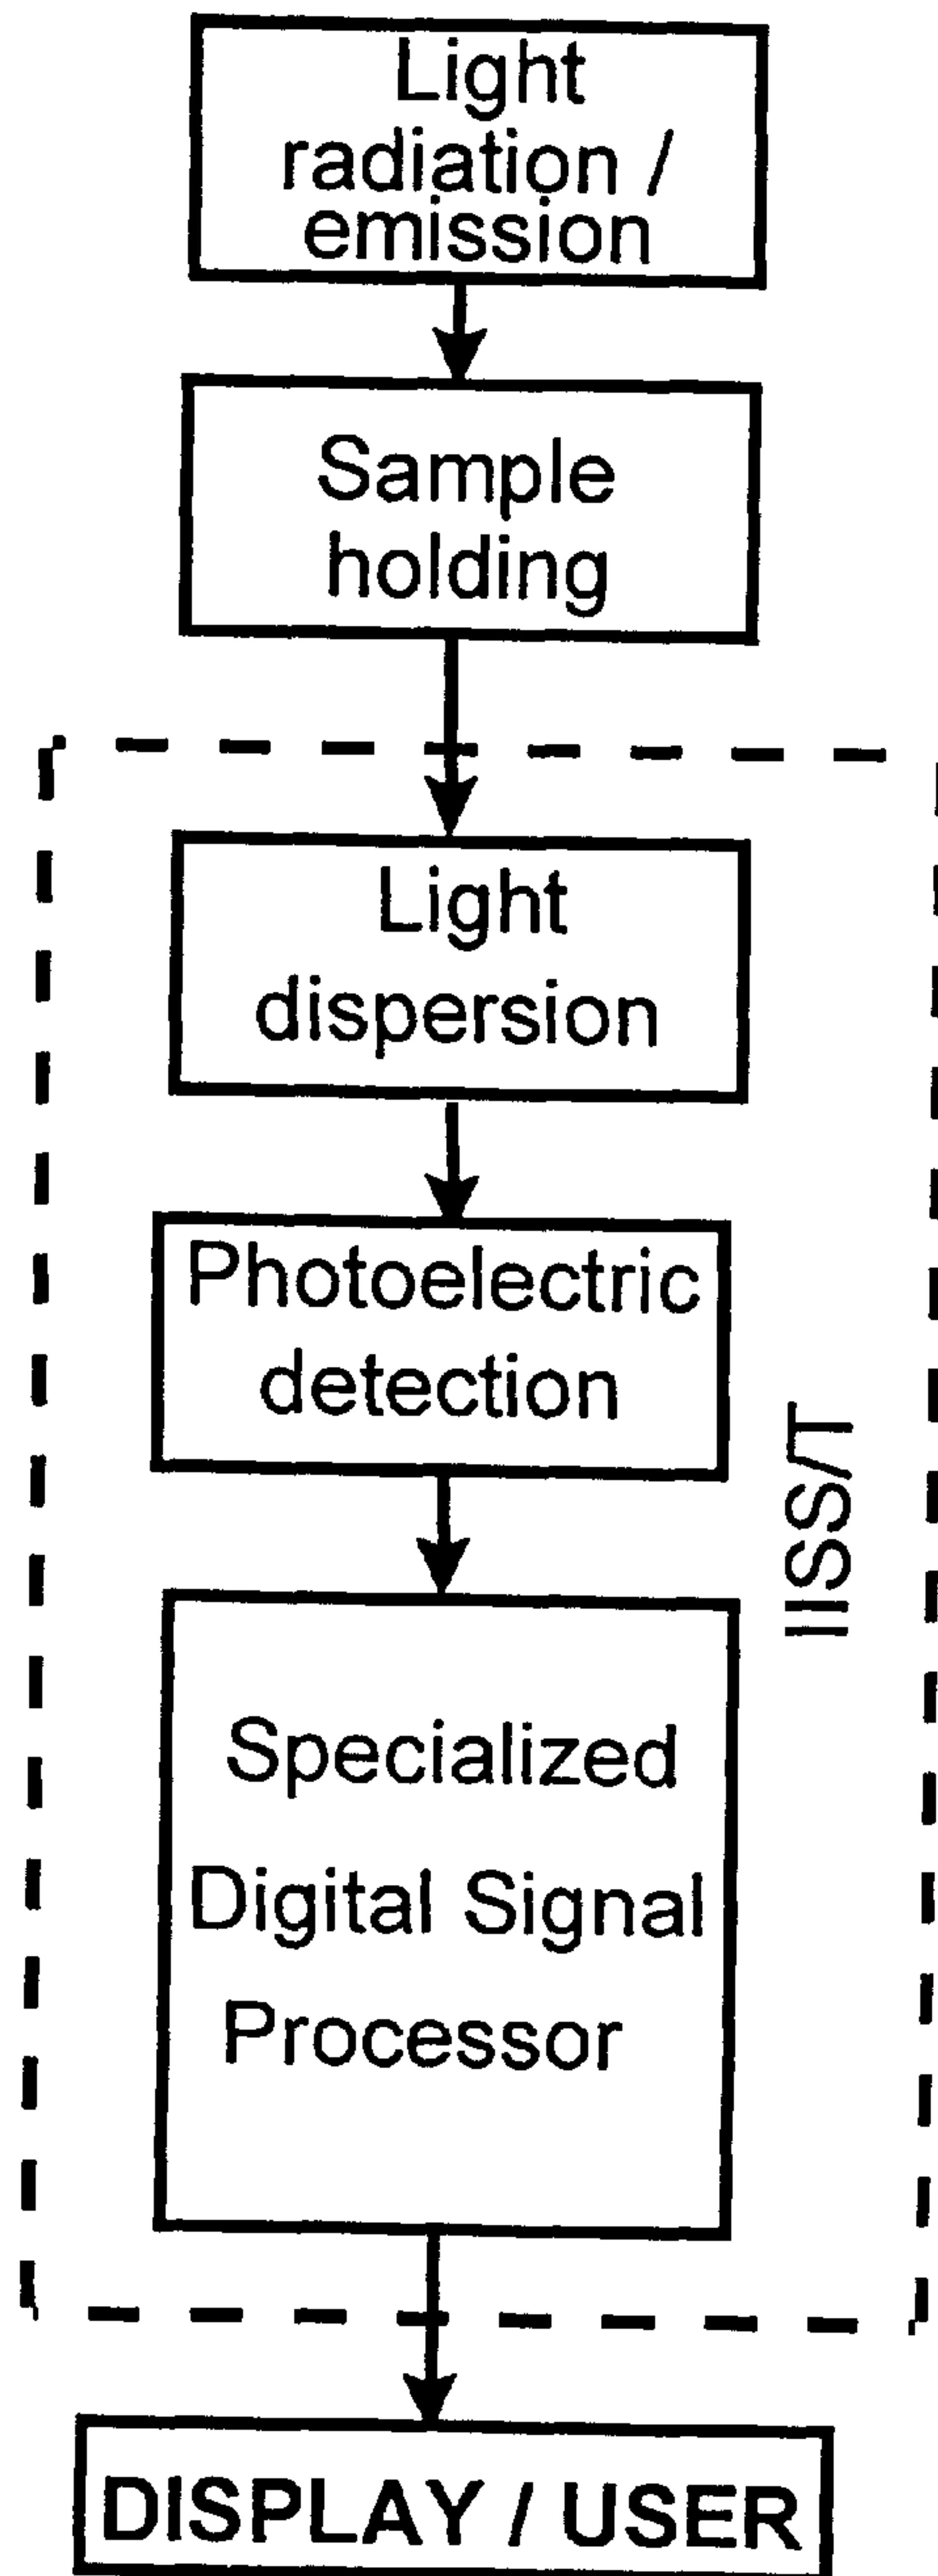 Light
radiation /
emission
Sample
holding
Light
dispersion
Photoelectric
detection
IISS/T
Specialized
Digital Signal
Processor
DISPLAY / USER